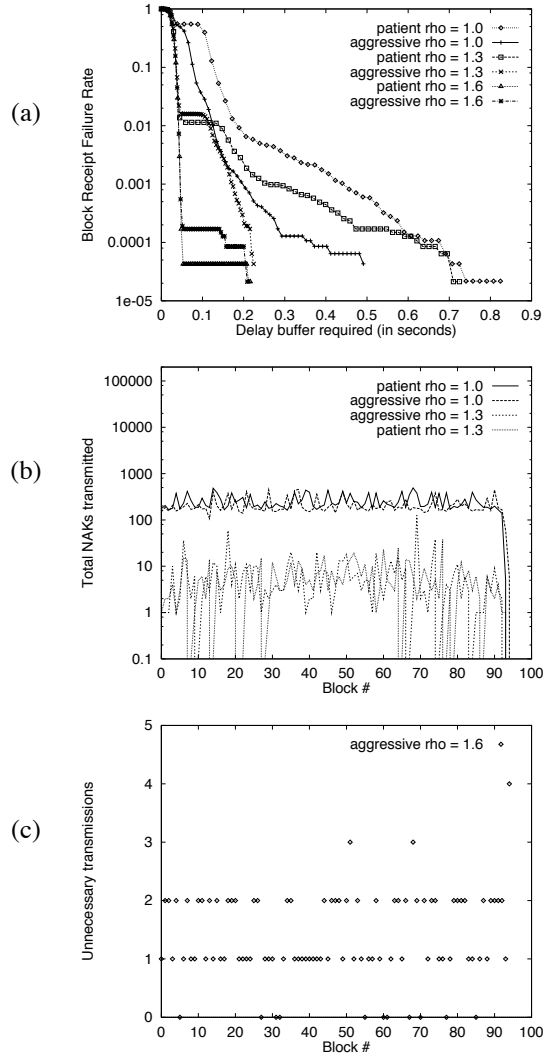 (a)
Block Receipt Failure Rate
1
0.1
0.01
0.001
0.0001
1e-05
patient rho = 1.0
aggressive rho = 1.0
patient rho = 1.3
aggressive rho = 1.3
patient rho = 1.6
aggressive rho = 1.6
0 0.1 0.2 0.3 0.4 0.5 0.6 0.7 0.8 0.9
Delay buffer required (in seconds)
(b)
Total NAKs transmitted
100000
10000
1000
100
10
1
0.1
patient rho = 1.0
aggressive rho = 1.0
aggressive rho = 1.3
patient rho = 1.3
0 10 20 30 40 50 60 70 80 90 100
Block #
(c)
Unnecessary transmissions
5
4
3
2
1
0
aggressive rho = 1.6
0 10 20 30 40 50 60 70 80 90 100
Block #